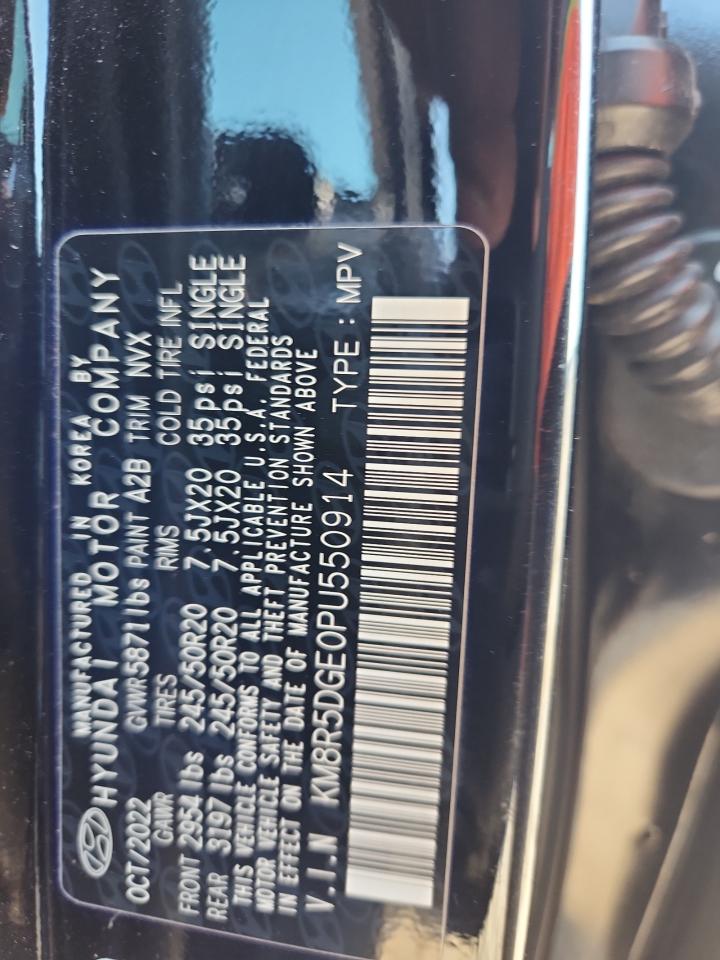 MANUFACTURED IN KOREA BY
HYUNDAI MOTOR COMPANY
OCT/2022 GVWR 5871lbs PAINT A2B TRIM NVX
GAWR TIRES RIMS COLD TIRE INFL
FRONT 2954lbs 245/50R20 7.5JX20 35psi SINGLE
REAR 3197lbs 245/50R20 7.5JX20 35psi SINGLE
THIS VEHICLE CONFORMS TO ALL APPLICABLE U.S.A. FEDERAL
MOTOR VEHICLE SAFETY AND THEFT PREVENTION STANDARDS
IN EFFECT ON THE DATE OF MANUFACTURE SHOWN ABOVE
V.I.N KM8R5DGE0PU550914 TYPE : MPV